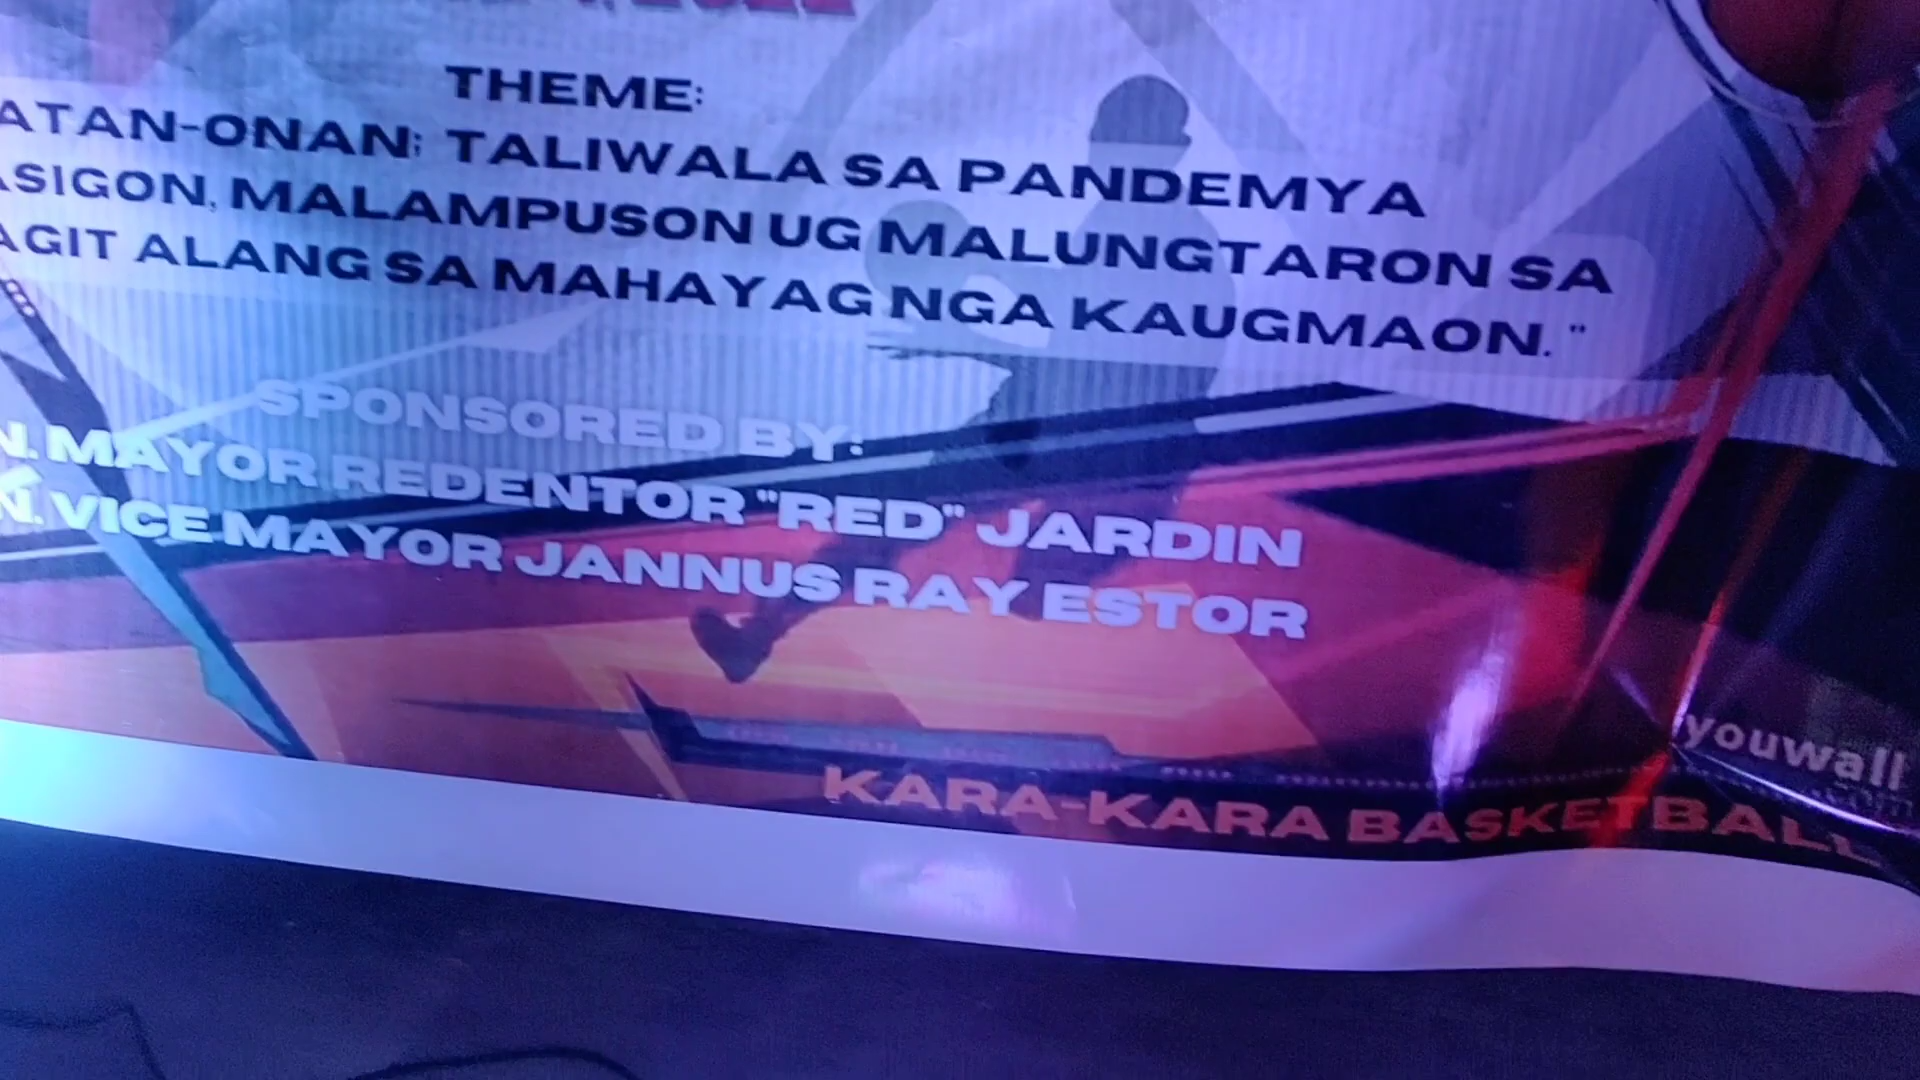 THEME:
ATAN-ONAN; TALIWALA SA PANDEMYA
ASIGON, MALAMPUSON UG MALUNGTARON SA
AGIT ALANG SA MAHAYAG NGA KAUGMAON."
SPONSORED BY:
N. MAYOR REDENTOR "RED" JARDIN
N. VICE MAYOR JANNUS RAY ESTOR
youwall
.com
KARA-KARA BASKETBALL